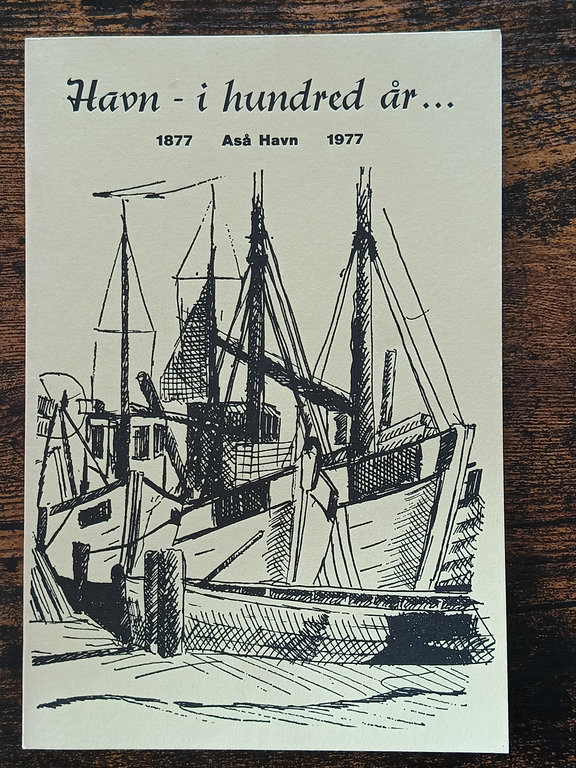 Havn - i hundred år...
1877 Aså Havn 1977